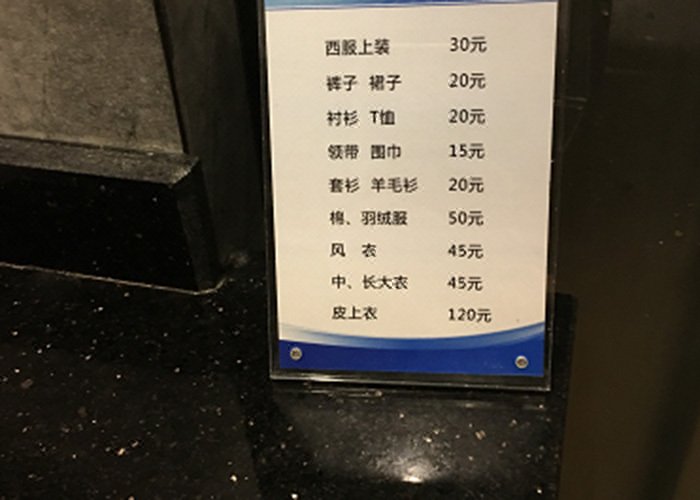 西服上装 30元
裤子 裙子 20元
衬衫 T恤 20元
领带 围巾 15元
套衫 羊毛衫 20元
棉、羽绒服 50元
风 衣 45元
中、长大衣 45元
皮上衣 120元